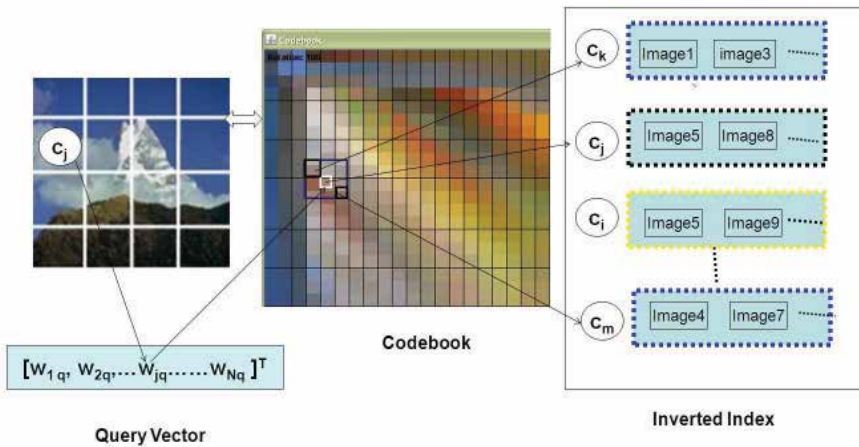 Codebook
C_k
Image1 image3 ........
C_j
Image5 Image8 ........
C_j
C_i
Image5 Image9 ........
C_m
Image4 Image7 ........
Codebook
[w_1q, w_2q,...w_jq......w_Nq]^T
Inverted Index
Query Vector